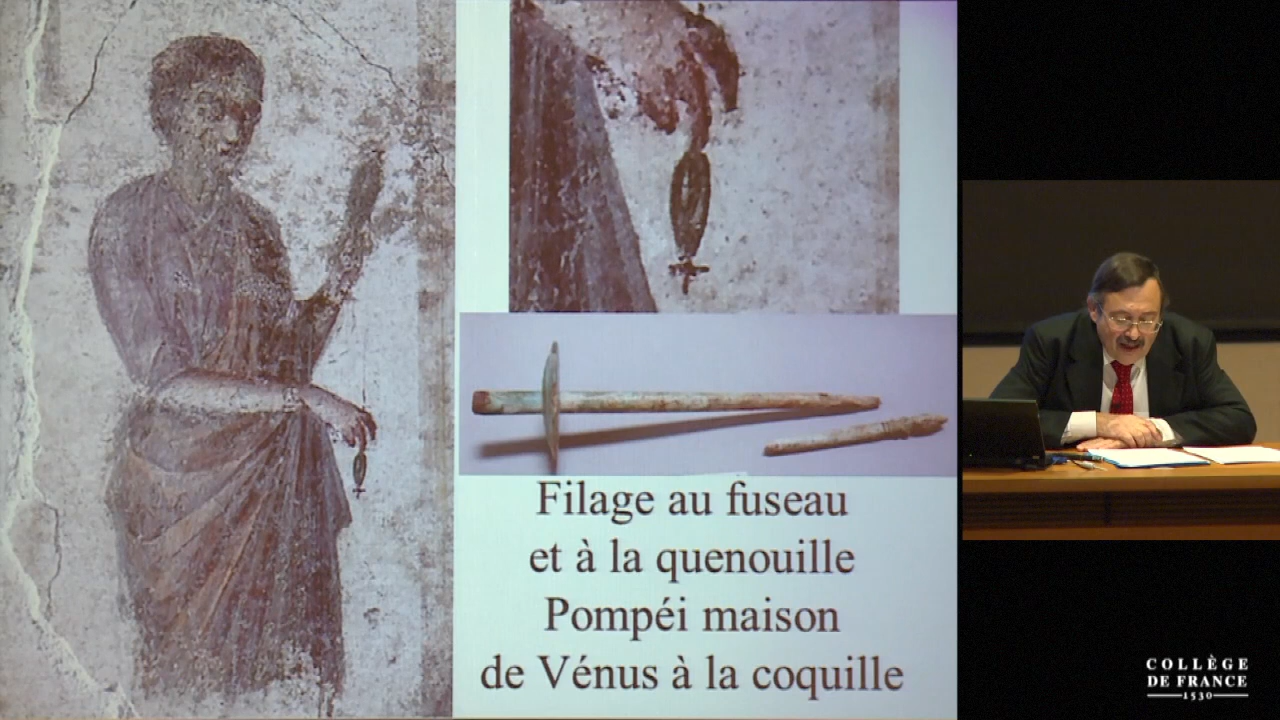 Filage au fuseau
et à la quenouille
Pompéi maison
de Vénus à la coquille
COLLÈGE
DE FRANCE
1530